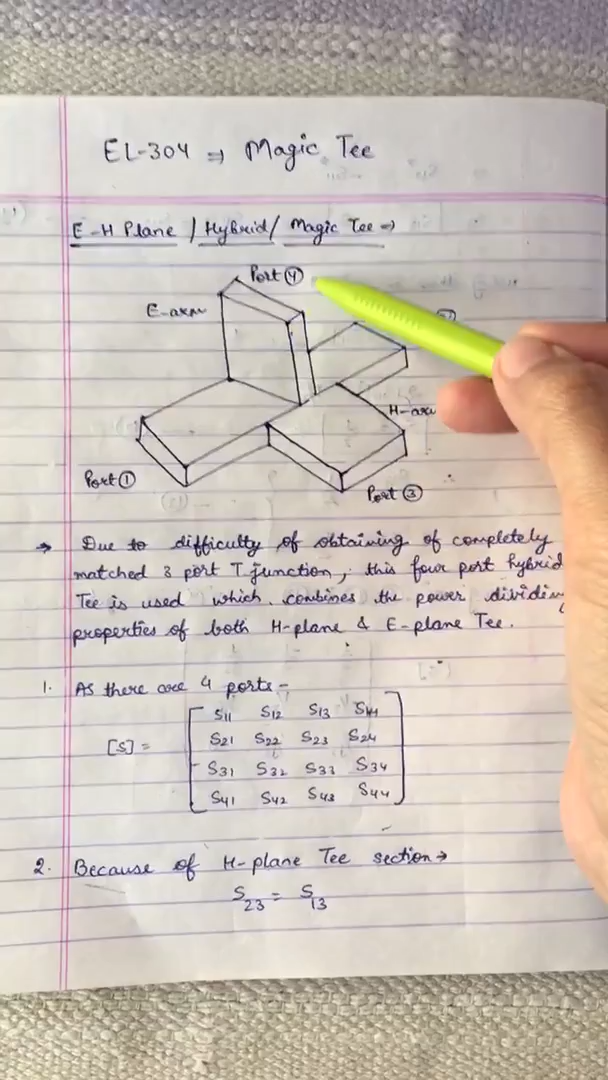 EL-304 ⇒ Magic Tee
E-H Plane / Hybrid / Magic Tee ⇒
Port ④
E-arm
H-arm
Port ①
Port ③
→ Due to difficulty of obtaining of completely
matched 3 port T junction, this four port hybrid
Tee is used which combines the power dividin
properties of both H-plane & E-plane Tee.
1. As there are 4 ports -
[S] =
S11 S12 S13 S14
S21 S22 S23 S24
S31 S32 S33 S34
S41 S42 S43 S44
2. Because of H-plane Tee section →
S23 = S13